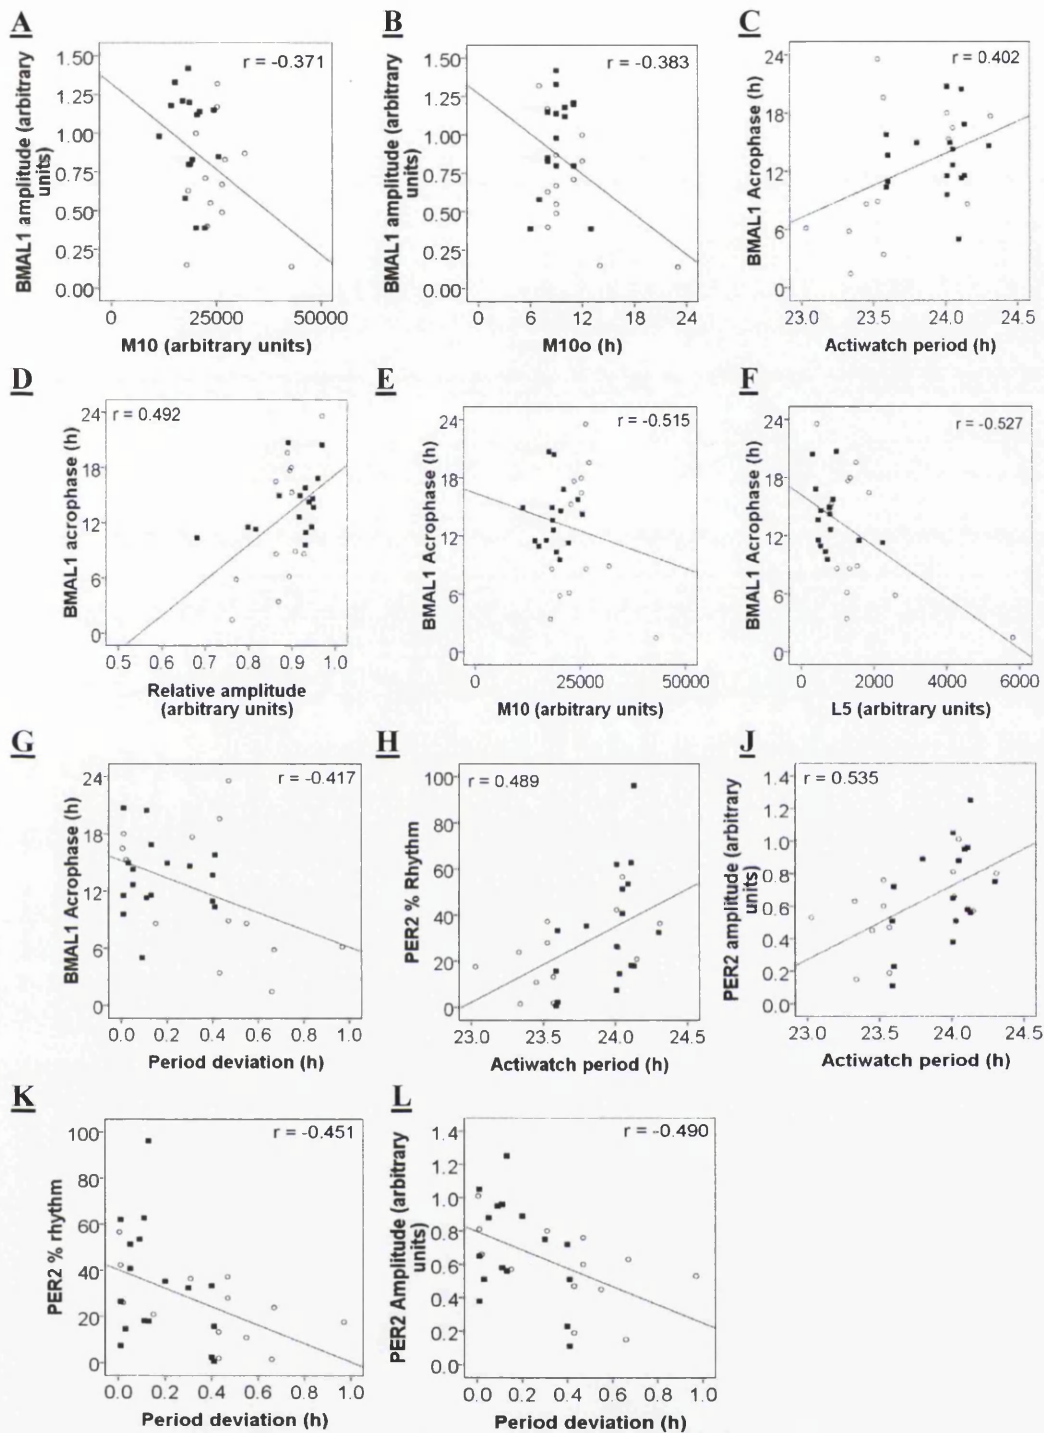 A
r = -0.371
BMAL1 amplitude (arbitrary
units)
1.50
1.25
1.00
0.75
0.50
0.25
0.00
0 25000 50000
M10 (arbitrary units)
B
r = -0.383
BMAL1 amplitude (arbitrary
units)
1.50
1.25
1.00
0.75
0.50
0.25
0.00
0 6 12 18 24
M10o (h)
C
r = 0.402
BMAL1 Acrophase (h)
24
18
12
6
0
23.0 23.5 24.0 24.5
Actiwatch period (h)
D
r = 0.492
BMAL1 acrophase (h)
24
18
12
6
0
0.5 0.6 0.7 0.8 0.9 1.0
Relative amplitude
(arbitrary units)
E
r = -0.515
BMAL1 Acrophase (h)
24
18
12
6
0
0 25000 50000
M10 (arbitrary units)
F
r = -0.527
BMAL1 Acrophase (h)
24
18
12
6
0
0 2000 4000 6000
L5 (arbitrary units)
G
r = -0.417
BMAL1 Acrophase (h)
24
18
12
6
0
0.0 0.2 0.4 0.6 0.8 1.0
Period deviation (h)
H
r = 0.489
PER2 % Rhythm
100
80
60
40
20
0
23.0 23.5 24.0 24.5
Actiwatch period (h)
J
r = 0.535
PER2 amplitude (arbitrary
units)
1.4
1.2
1.0
0.8
0.6
0.4
0.2
0.0
23.0 23.5 24.0 24.5
Actiwatch period (h)
K
r = -0.451
PER2 % rhythm
100
80
60
40
20
0
0.0 0.2 0.4 0.6 0.8 1.0
Period deviation (h)
L
r = -0.490
PER2 Amplitude (arbitrary
units)
1.4
1.2
1.0
0.8
0.6
0.4
0.2
0.0
0.0 0.2 0.4 0.6 0.8 1.0
Period deviation (h)